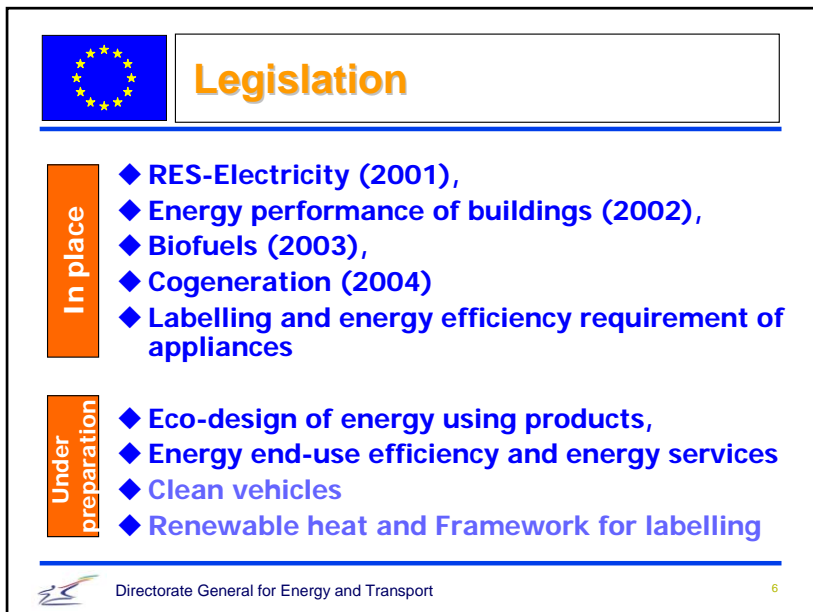 Legislation
In place
◆ RES-Electricity (2001),
◆ Energy performance of buildings (2002),
◆ Biofuels (2003),
◆ Cogeneration (2004)
◆ Labelling and energy efficiency requirement of
appliances
Under
preparation
◆ Eco-design of energy using products,
◆ Energy end-use efficiency and energy services
◆ Clean vehicles
◆ Renewable heat and Framework for labelling
Directorate General for Energy and Transport
6